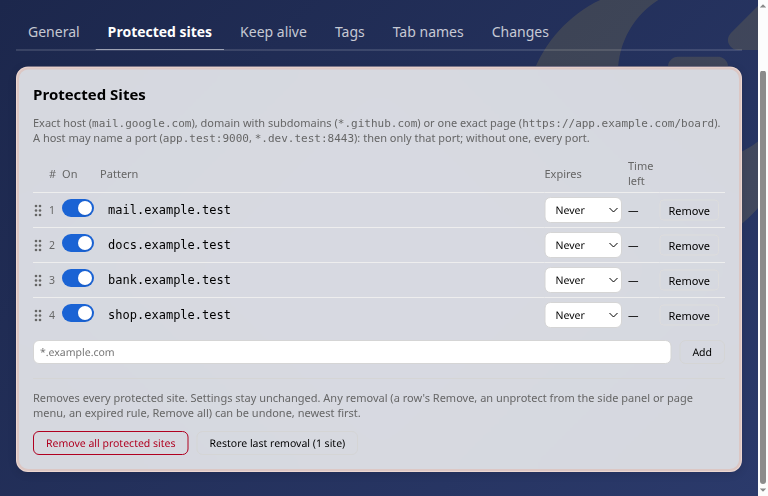 General Protected sites Keep alive Tags Tab names Changes
Protected Sites
Exact host (mail.google.com), domain with subdomains (*.github.com) or one exact page (https://app.example.com/board).
A host may name a port (app.test:9000, *.dev.test:8443): then only that port; without one, every port.
# On Pattern Expires Time left
1 mail.example.test Never — Remove
2 docs.example.test Never — Remove
3 bank.example.test Never — Remove
4 shop.example.test Never — Remove
*.example.com Add
Removes every protected site. Settings stay unchanged. Any removal (a row's Remove, an unprotect from the side panel or page
menu, an expired rule, Remove all) can be undone, newest first.
Remove all protected sites Restore last removal (1 site)